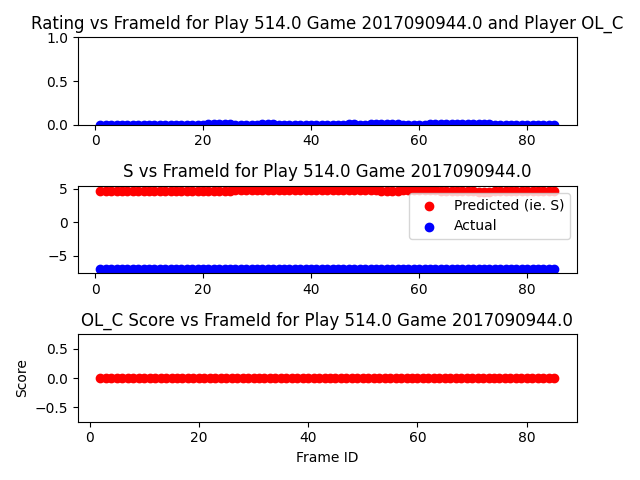 Rating vs FrameId for Play 514.0 Game 2017090944.0 and Player OL_C
1.0
0.5
0.0
0 20 40 60 80
S vs FrameId for Play 514.0 Game 2017090944.0
5
0
−5
Predicted (ie. S)
Actual
0 20 40 60 80
OL_C Score vs FrameId for Play 514.0 Game 2017090944.0
Score
0.5
0.0
−0.5
0 20 40 60 80
Frame ID